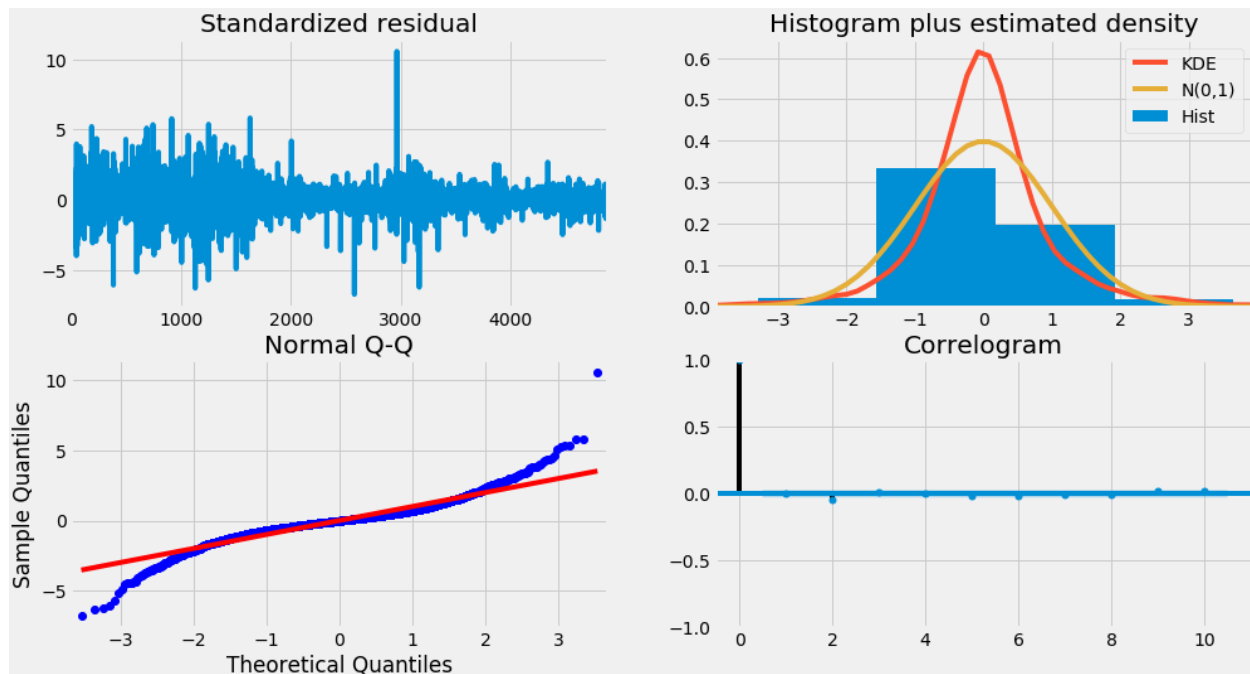 Standardized residual
10
5
0
−5
0 1000 2000 3000 4000
Histogram plus estimated density
0.6
0.5
0.4
0.3
0.2
0.1
0.0
KDE
N(0,1)
Hist
−3 −2 −1 0 1 2 3
Normal Q-Q
Sample Quantiles
10
5
0
−5
−3 −2 −1 0 1 2 3
Theoretical Quantiles
Correlogram
1.0
0.5
0.0
−0.5
−1.0
0 2 4 6 8 10